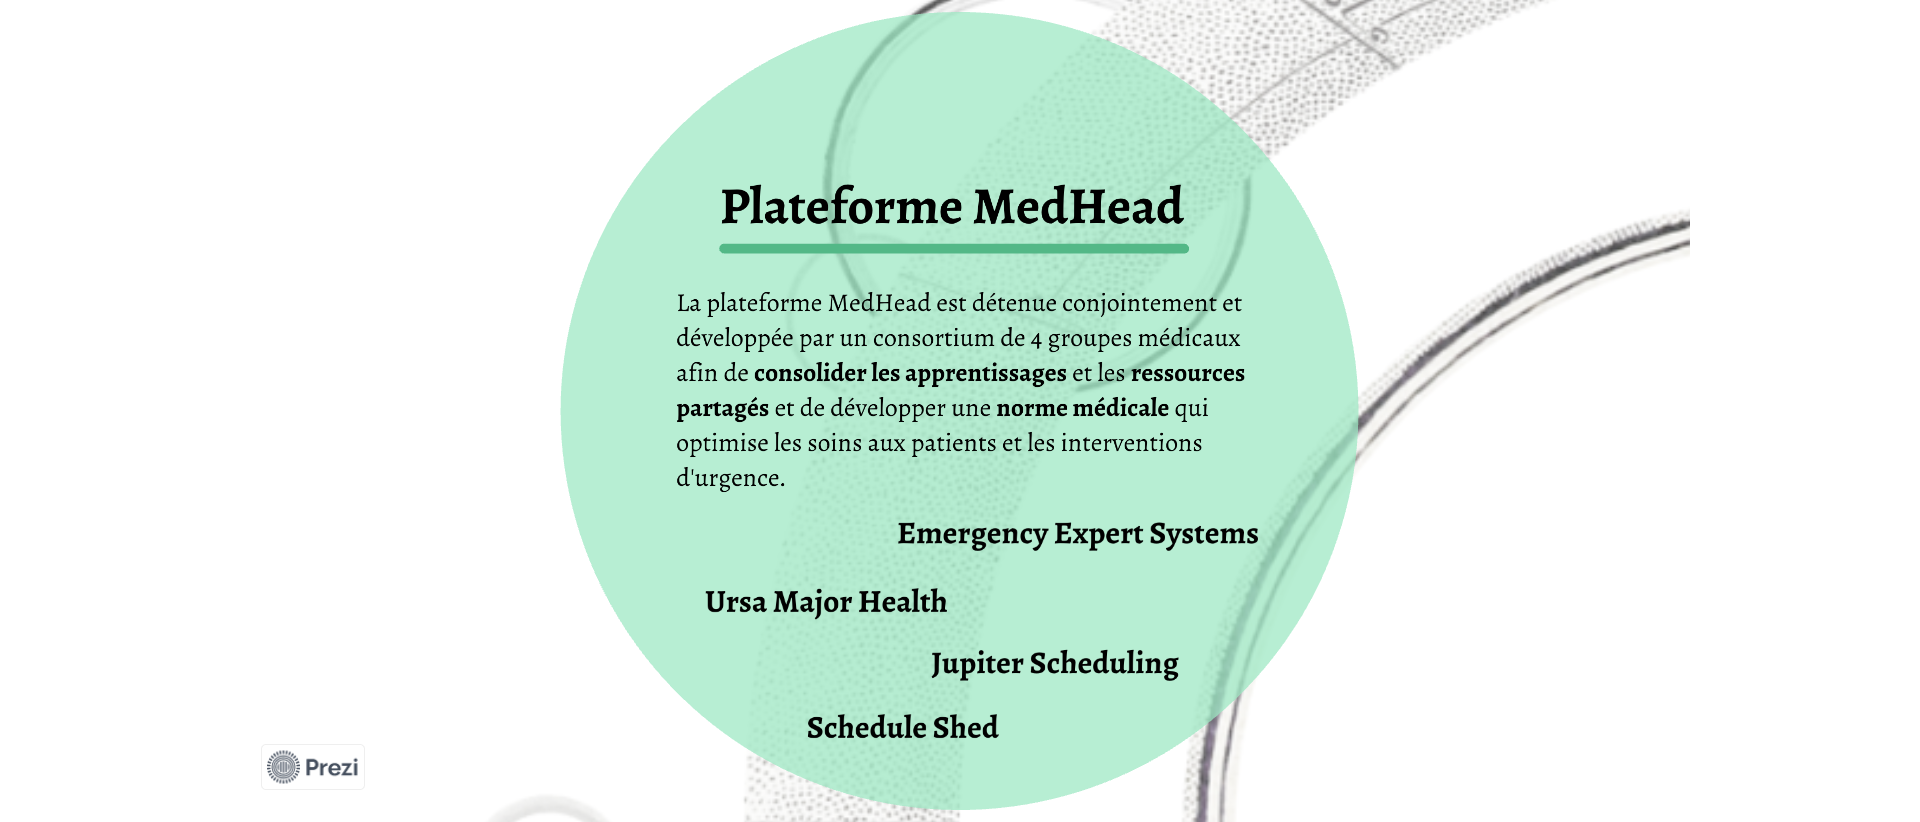 Plateforme MedHead
La plateforme MedHead est détenue conjointement et
développée par un consortium de 4 groupes médicaux
afin de consolider les apprentissages et les ressources
partagés et de développer une norme médicale qui
optimise les soins aux patients et les interventions
d'urgence.
Emergency Expert Systems
Ursa Major Health
Jupiter Scheduling
Schedule Shed
Prezi